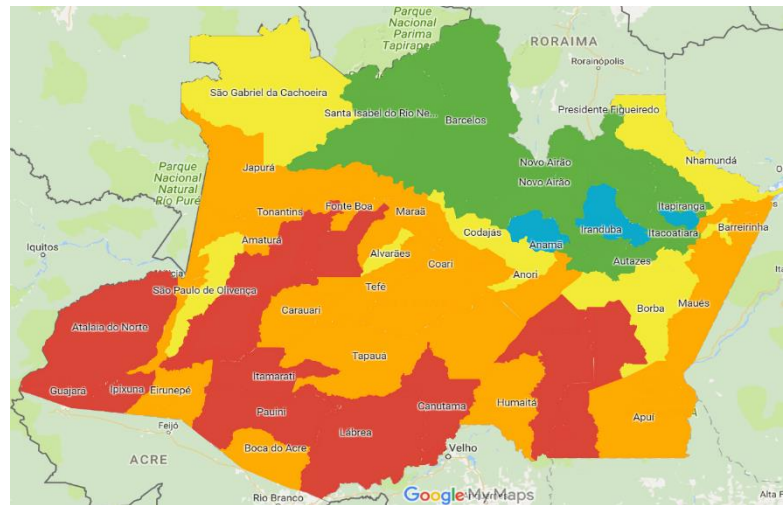 Parque
Nacional
Parima
Tapirape
RORAIMA
Rorainópolis
São Gabriel da Cachoeira
Santa Isabel do Rio Ne...
Barcelos
Presidente Figueiredo
Parque
Nacional
Natural
Río Puré
Japurá
Novo Airão
Novo Airão
Nhamundá
Tonantins
Fonte Boa
Maraã
Itapiranga
Iquitos
Amaturá
Codajás
Anamã
Iranduba
Itacoatiara
Barreirinha
Alvarães
Coari
Anori
Autazes
São Paulo de Olivença
Tefé
Borba
Maués
Carauari
Atalaia do Norte
Tapauá
Guajará
Ipixuna
Eirunepé
Itamarati
Pauini
Canutama
Humaitá
Apuí
Feijó
Lábrea
Boca do Acre
Velho
ACRE
Rio Branco
Google My Maps
Alta F